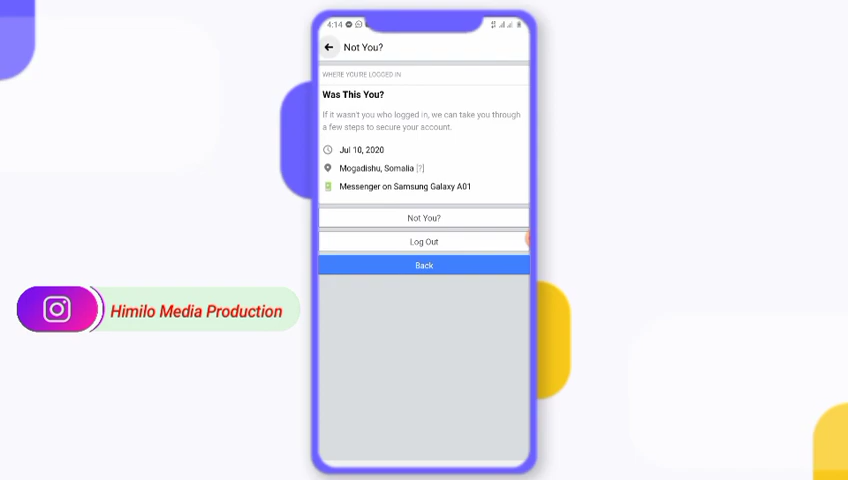 4:14
Not You?
WHERE YOU'RE LOGGED IN
Was This You?
If it wasn't you who logged in, we can take you through
a few steps to secure your account.
Jul 10, 2020
Mogadishu, Somalia [?]
Messenger on Samsung Galaxy A01
Not You?
Log Out
Back
Himilo Media Production